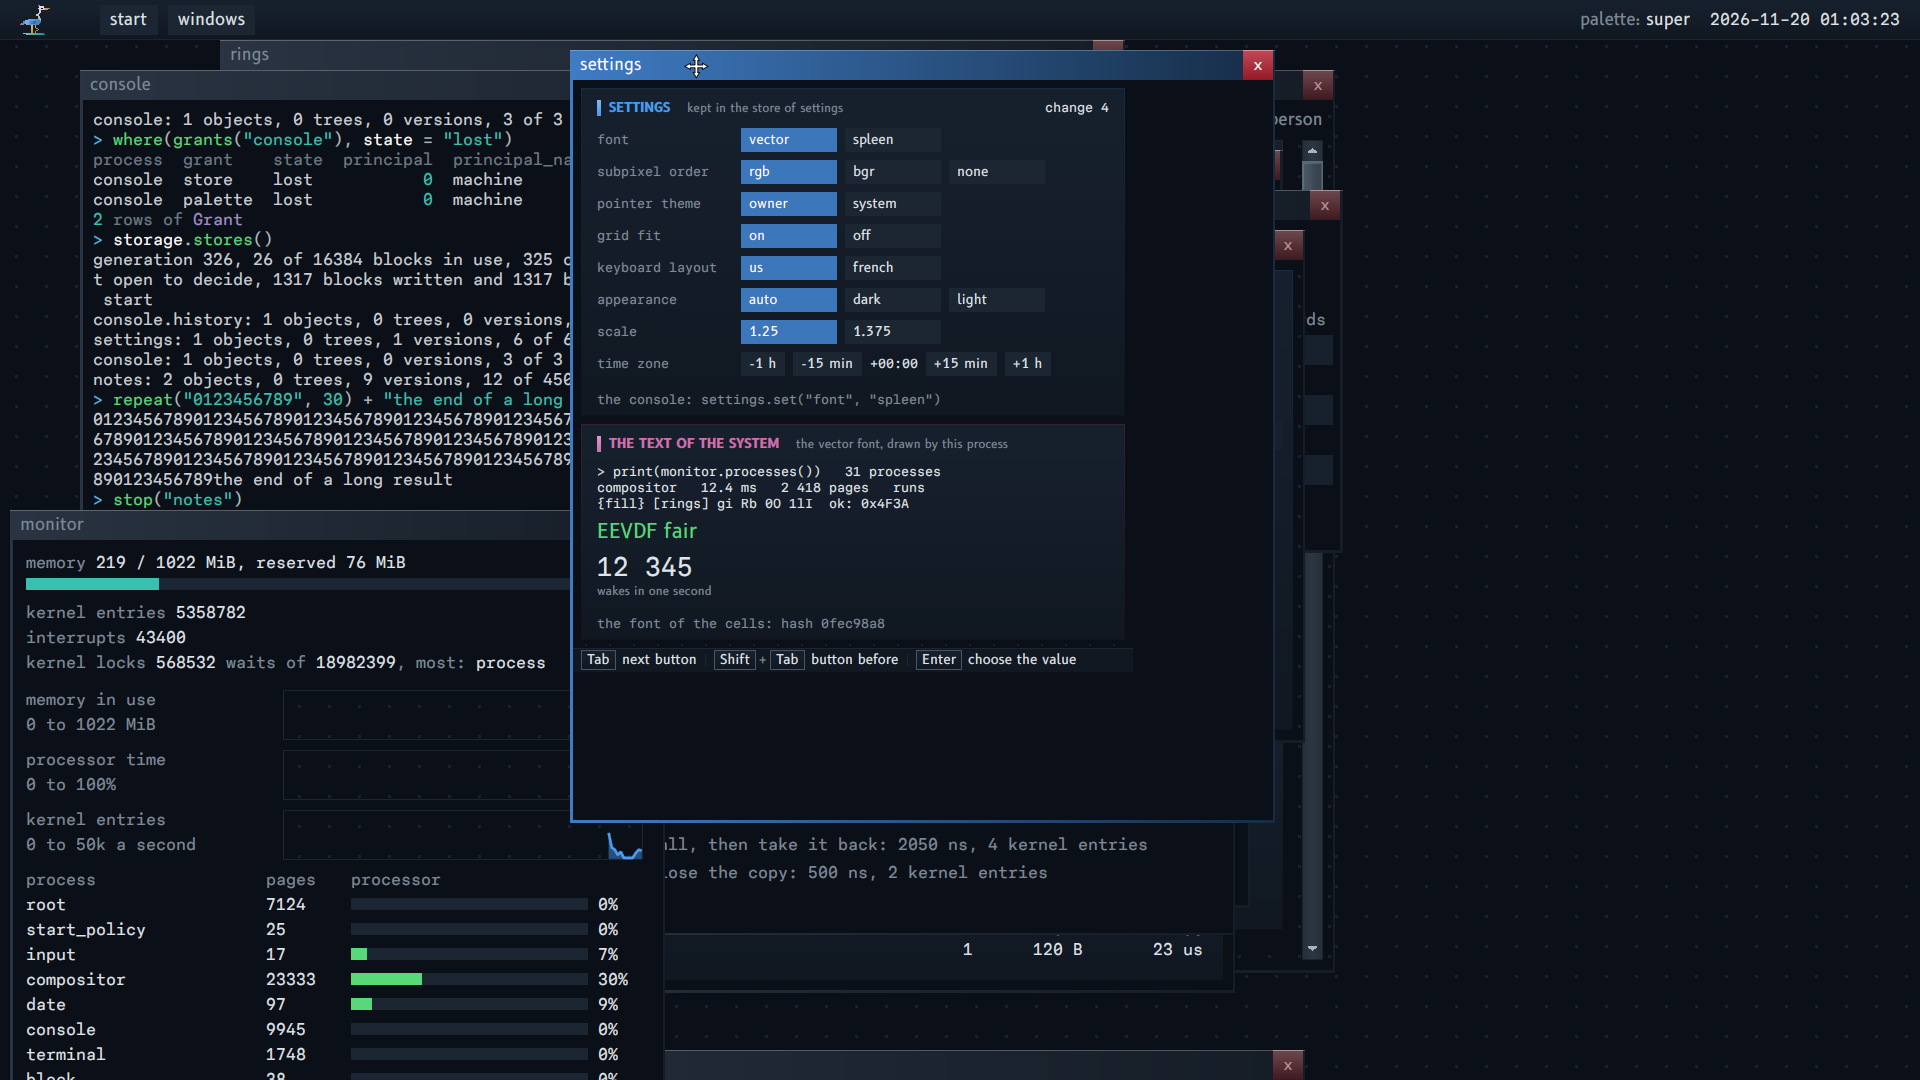 start windows palette: super 2026-11-20 01:03:23
rings
console
console: 1 objects, 0 trees, 0 versions, 3 of 3
> where(grants("console"), state = "lost")
process grant state principal principal_na
console store lost 0 machine
console palette lost 0 machine
2 rows of Grant
> storage.stores()
generation 326, 26 of 16384 blocks in use, 325
t open to decide, 1317 blocks written and 1317
start
console.history: 1 objects, 0 trees, 0 versions,
settings: 1 objects, 0 trees, 1 versions, 6 of 6
console: 1 objects, 0 trees, 0 versions, 3 of 3
notes: 2 objects, 0 trees, 9 versions, 12 of 450
> repeat("0123456789", 30) + "the end of a long
012345678901234567890123456789012345678901234567
678901234567890123456789012345678901234567890123
234567890123456789012345678901234567890123456789
890123456789the end of a long result
> stop("notes")
settings x
SETTINGS kept in the store of settings change 4
font vector spleen
subpixel order rgb bgr none
pointer theme owner system
grid fit on off
keyboard layout us french
appearance auto dark light
scale 1.25 1.375
time zone -1 h -15 min +00:00 +15 min +1 h
the console: settings.set("font", "spleen")
THE TEXT OF THE SYSTEM the vector font, drawn by this process
> print(monitor.processes()) 31 processes
compositor 12.4 ms 2 418 pages runs
{fill} [rings] gi Rb 0O 1lI ok: 0x4F3A
EEVDF fair
12 345
wakes in one second
the font of the cells: hash 0fec98a8
Tab next button Shift + Tab button before Enter choose the value
x
person
x
x
ds
monitor
memory 219 / 1022 MiB, reserved 76 MiB
kernel entries 5358782
interrupts 43400
kernel locks 568532 waits of 18982399, most: process
memory in use
0 to 1022 MiB
processor time
0 to 100%
kernel entries
0 to 50k a second
process pages processor
root 7124 0%
start_policy 25 0%
input 17 7%
compositor 23333 30%
date 97 9%
console 9945 0%
terminal 1748 0%
block 38 0%
all, then take it back: 2050 ns, 4 kernel entries
lose the copy: 500 ns, 2 kernel entries
1 120 B 23 us
x